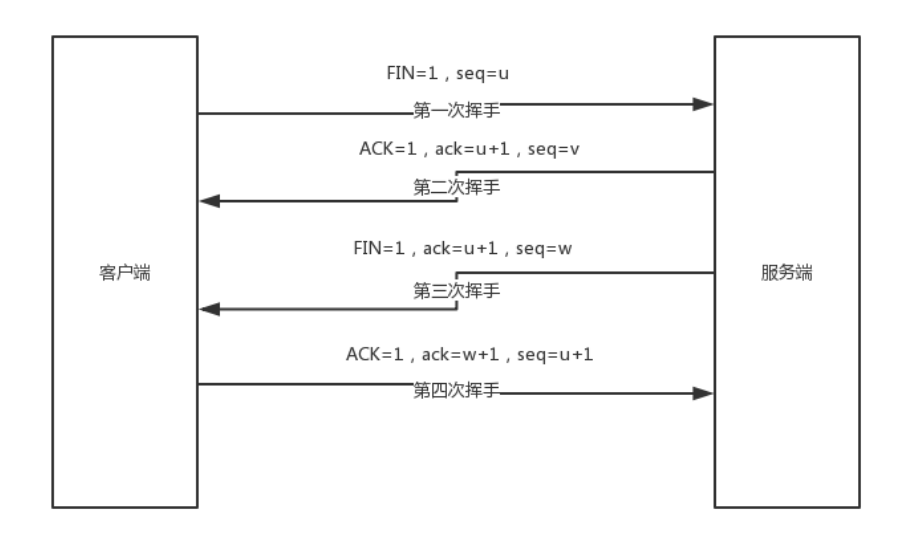 FIN=1，seq=u
第一次挥手
ACK=1，ack=u+1，seq=v
第二次挥手
FIN=1，ack=u+1，seq=w
客户端
服务端
第三次挥手
ACK=1，ack=w+1，seq=u+1
第四次挥手